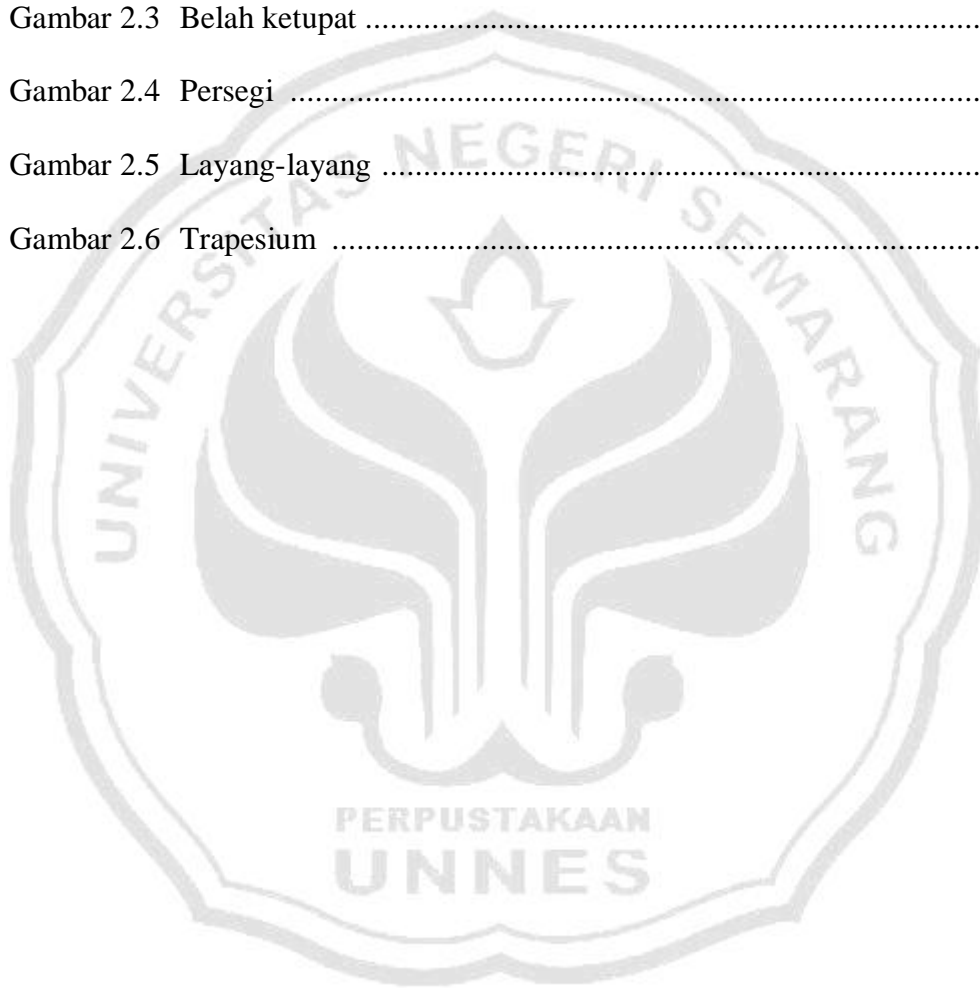 Gambar 2.3 Belah ketupat ...........................................................................................
Gambar 2.4 Persegi .......................................................................................................
Gambar 2.5 Layang-layang .........................................................................................
Gambar 2.6 Trapesium .................................................................................................
UNIVERSITAS NEGERI SEMARANG
PERPUSTAKAAN
UNNES